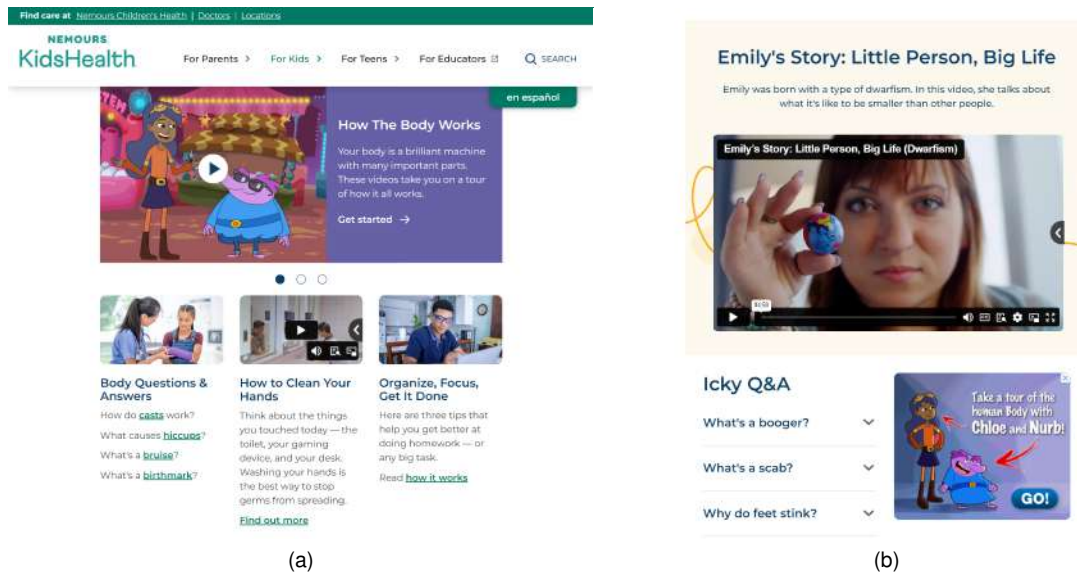 Find care at Nemours Children's Health | Doctors | Locations
NEMOURS
KidsHealth
For Parents >
For Kids >
For Teens >
For Educators
SEARCH
en español
How The Body Works
Your body is a brilliant machine
with many important parts.
These videos take you on a tour
of how it all works.
Get started →
Body Questions &
Answers
How do casts work?
What causes hiccups?
What's a bruise?
What's a birthmark?
How to Clean Your
Hands
Think about the things
you touched today — the
toilet, your gaming
device, and your desk.
Washing your hands is
the best way to stop
germs from spreading.
Find out more
Organize, Focus,
Get It Done
Here are three tips that
help you get better at
doing homework — or
any big task.
Read how it works
(a)
Emily's Story: Little Person, Big Life
Emily was born with a type of dwarfism. In this video, she talks about
what it's like to be smaller than other people.
Emily's Story: Little Person, Big Life (Dwarfism)
Icky Q&A
What's a booger?
What's a scab?
Why do feet stink?
Take a tour of the
human Body with
Chloe and Nurb!
GO!
(b)